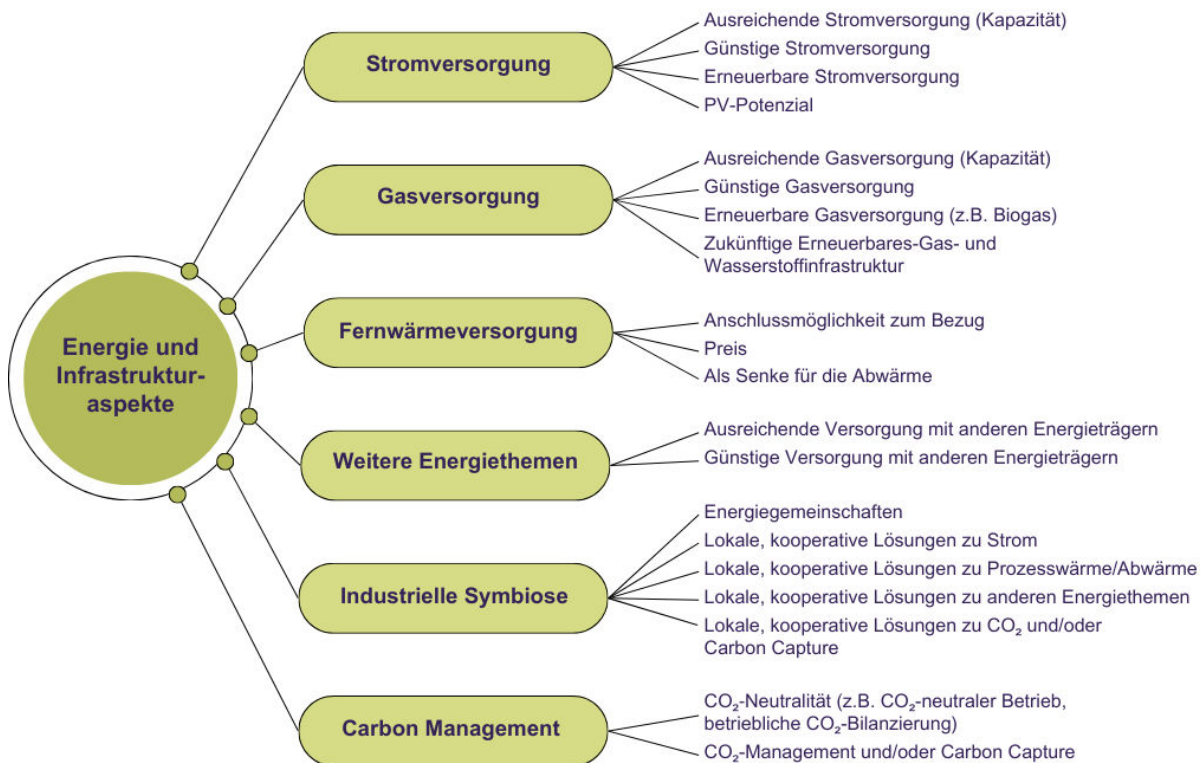 Energie und
Infrastruktur-
aspekte
Stromversorgung
Ausreichende Stromversorgung (Kapazität)
Günstige Stromversorgung
Erneuerbare Stromversorgung
PV-Potenzial
Gasversorgung
Ausreichende Gasversorgung (Kapazität)
Günstige Gasversorgung
Erneuerbare Gasversorgung (z.B. Biogas)
Zukünftige Erneuerbares-Gas- und
Wasserstoffinfrastruktur
Fernwärmeversorgung
Anschlussmöglichkeit zum Bezug
Preis
Als Senke für die Abwärme
Weitere Energiethemen
Ausreichende Versorgung mit anderen Energieträgern
Günstige Versorgung mit anderen Energieträgern
Industrielle Symbiose
Energiegemeinschaften
Lokale, kooperative Lösungen zu Strom
Lokale, kooperative Lösungen zu Prozesswärme/Abwärme
Lokale, kooperative Lösungen zu anderen Energiethemen
Lokale, kooperative Lösungen zu CO₂ und/oder
Carbon Capture
Carbon Management
CO₂-Neutralität (z.B. CO₂-neutraler Betrieb,
betriebliche CO₂-Bilanzierung)
CO₂-Management und/oder Carbon Capture